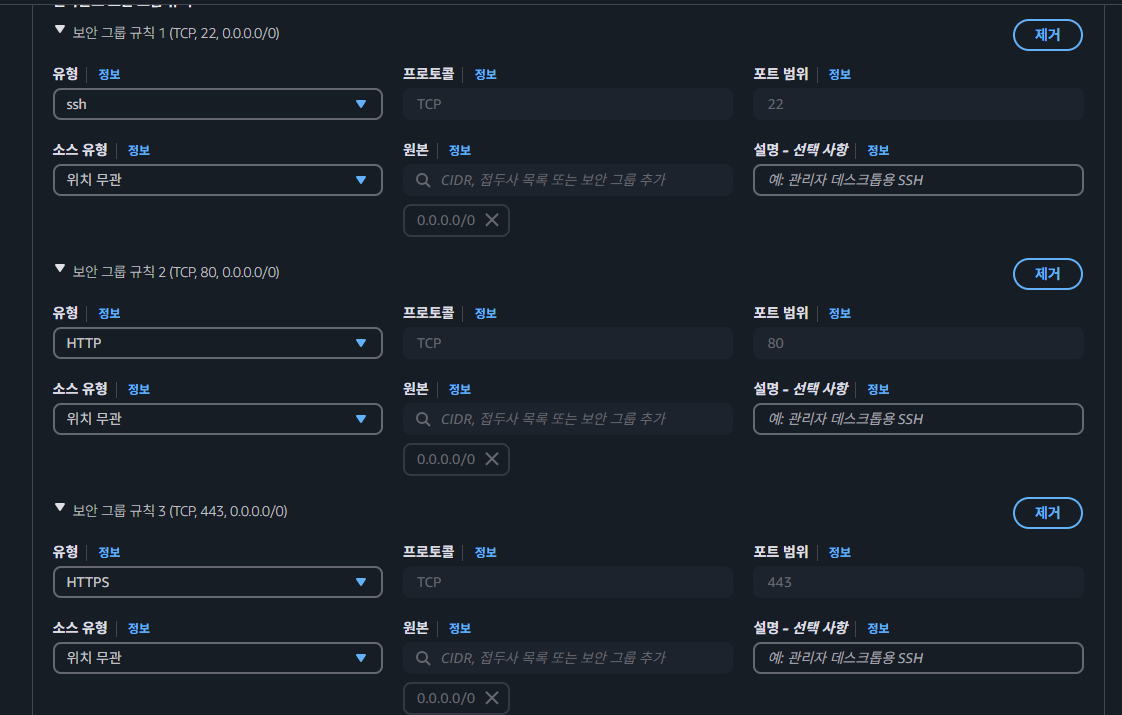 보안 그룹 규칙 1 (TCP, 22, 0.0.0.0/0)
제거
유형 정보 프로토콜 정보 포트 범위 정보
ssh TCP 22
소스 유형 정보 원본 정보 설명 - 선택 사항 정보
위치 무관 CIDR, 접두사 목록 또는 보안 그룹 추가 예: 관리자 데스크톱용 SSH
0.0.0.0/0
보안 그룹 규칙 2 (TCP, 80, 0.0.0.0/0)
제거
유형 정보 프로토콜 정보 포트 범위 정보
HTTP TCP 80
소스 유형 정보 원본 정보 설명 - 선택 사항 정보
위치 무관 CIDR, 접두사 목록 또는 보안 그룹 추가 예: 관리자 데스크톱용 SSH
0.0.0.0/0
보안 그룹 규칙 3 (TCP, 443, 0.0.0.0/0)
제거
유형 정보 프로토콜 정보 포트 범위 정보
HTTPS TCP 443
소스 유형 정보 원본 정보 설명 - 선택 사항 정보
위치 무관 CIDR, 접두사 목록 또는 보안 그룹 추가 예: 관리자 데스크톱용 SSH
0.0.0.0/0